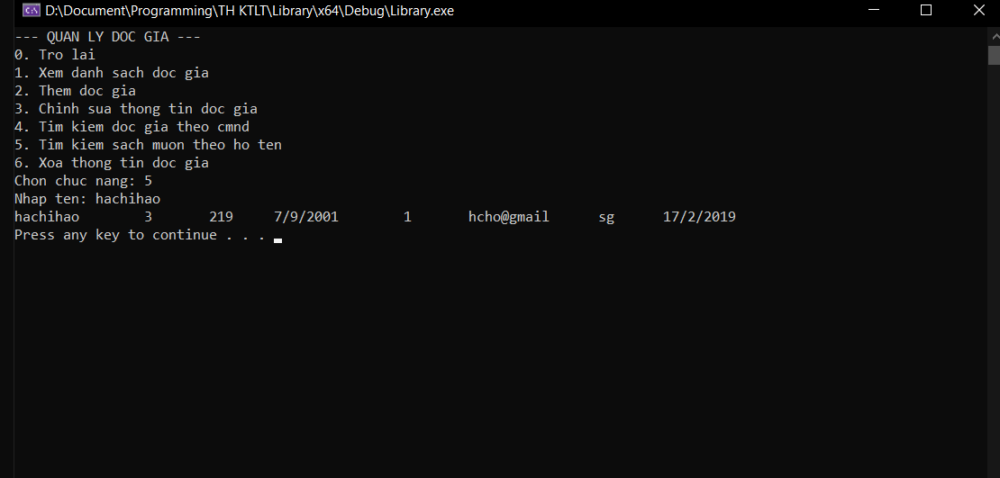 D:\Document\Programming\TH KTLT\Library\x64\Debug\Library.exe
--- QUAN LY DOC GIA ---
0. Tro lai
1. Xem danh sach doc gia
2. Them doc gia
3. Chinh sua thong tin doc gia
4. Tim kiem doc gia theo cmnd
5. Tim kiem sach muon theo ho ten
6. Xoa thong tin doc gia
Chon chuc nang: 5
Nhap ten: hachihao
hachihao        3       219     7/9/2001        1       hcho@gmail      sg      17/2/2019
Press any key to continue . . .